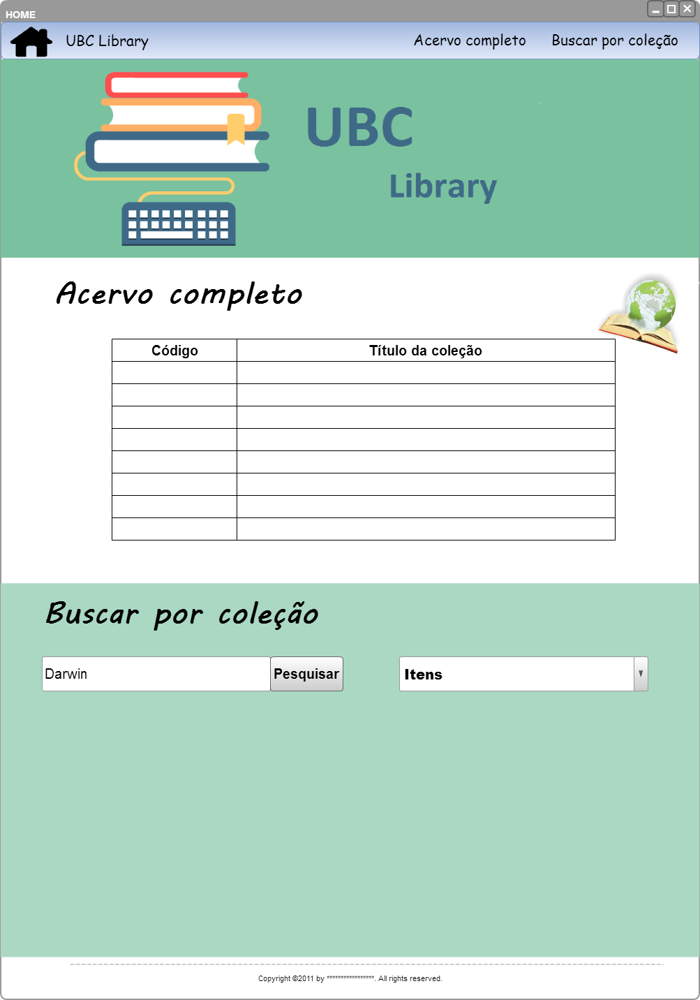 HOME
UBC Library
Acervo completo
Buscar por coleção
UBC
Library
Acervo completo
Código
Título da coleção
Buscar por coleção
Darwin
Pesquisar
Itens
Copyright ©2011 by *****************. All rights reserved.